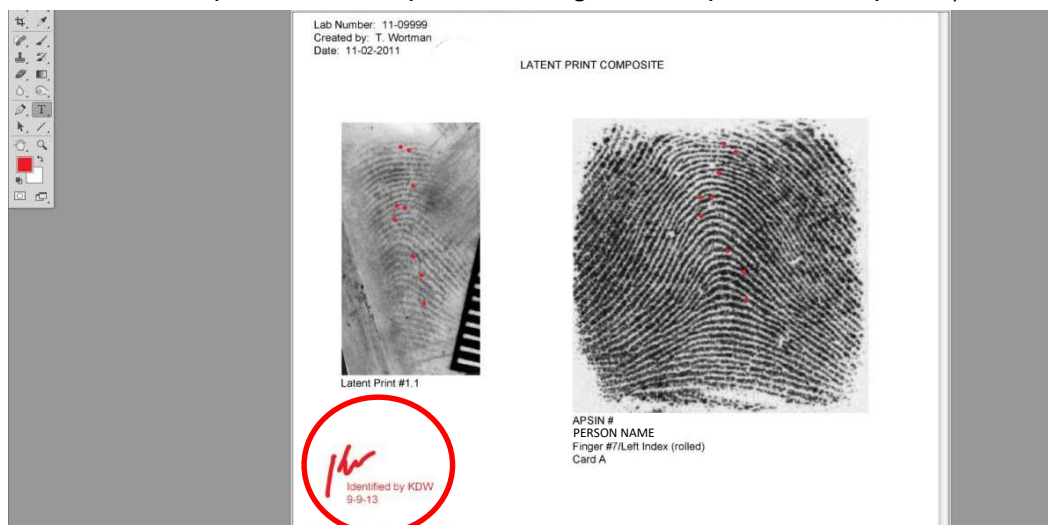 Lab Number: 11-09999
Created by: T. Wortman
Date: 11-02-2011
LATENT PRINT COMPOSITE
Latent Print #1.1
APSIN #
PERSON NAME
Finger #7/Left Index (rolled)
Card A
Identified by KDW
9-9-13